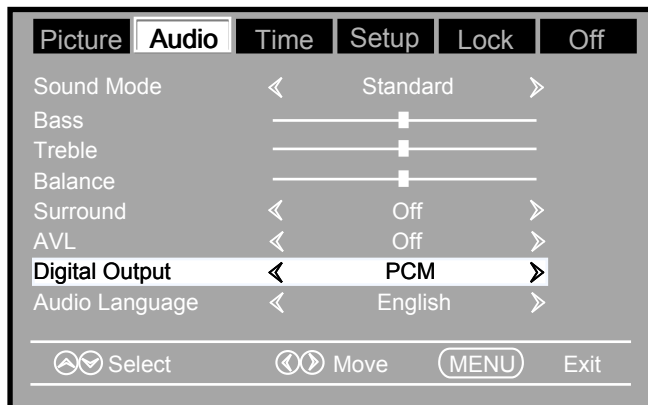 Picture Audio Time Setup Lock Off
Sound Mode Standard
Bass
Treble
Balance
Surround Off
AVL Off
Digital Output PCM
Audio Language English
Select Move MENU Exit